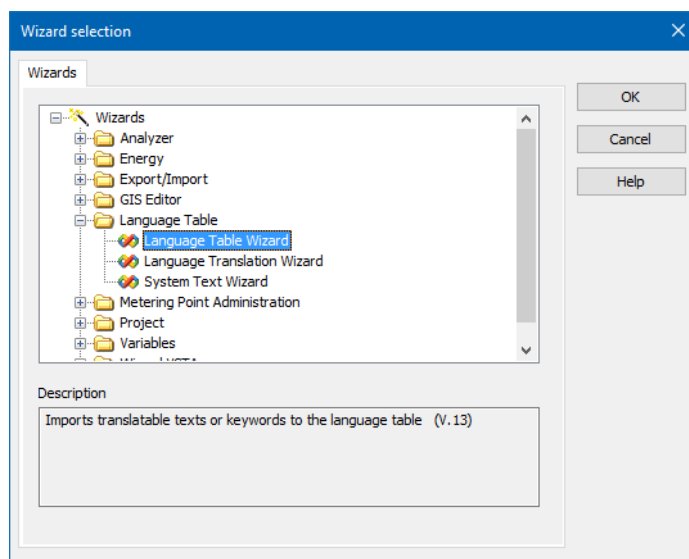 Wizard selection
Wizards
OK
Cancel
Help
Wizards
Analyzer
Energy
Export/Import
GIS Editor
Language Table
Language Table Wizard
Language Translation Wizard
System Text Wizard
Metering Point Administration
Project
Variables
Description
Imports translatable texts or keywords to the language table (V.13)